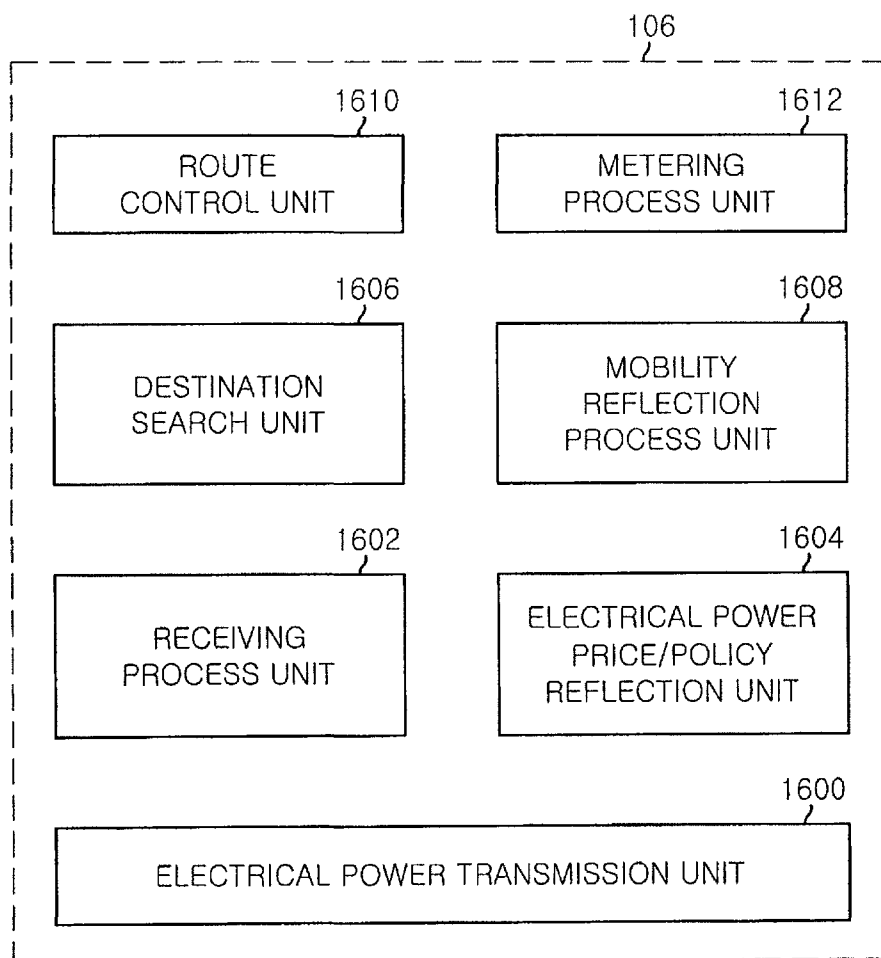 106
1610
ROUTE
CONTROL UNIT
1612
METERING
PROCESS UNIT
1606
DESTINATION
SEARCH UNIT
1608
MOBILITY
REFLECTION
PROCESS UNIT
1602
RECEIVING
PROCESS UNIT
1604
ELECTRICAL POWER
PRICE/POLICY
REFLECTION UNIT
1600
ELECTRICAL POWER TRANSMISSION UNIT